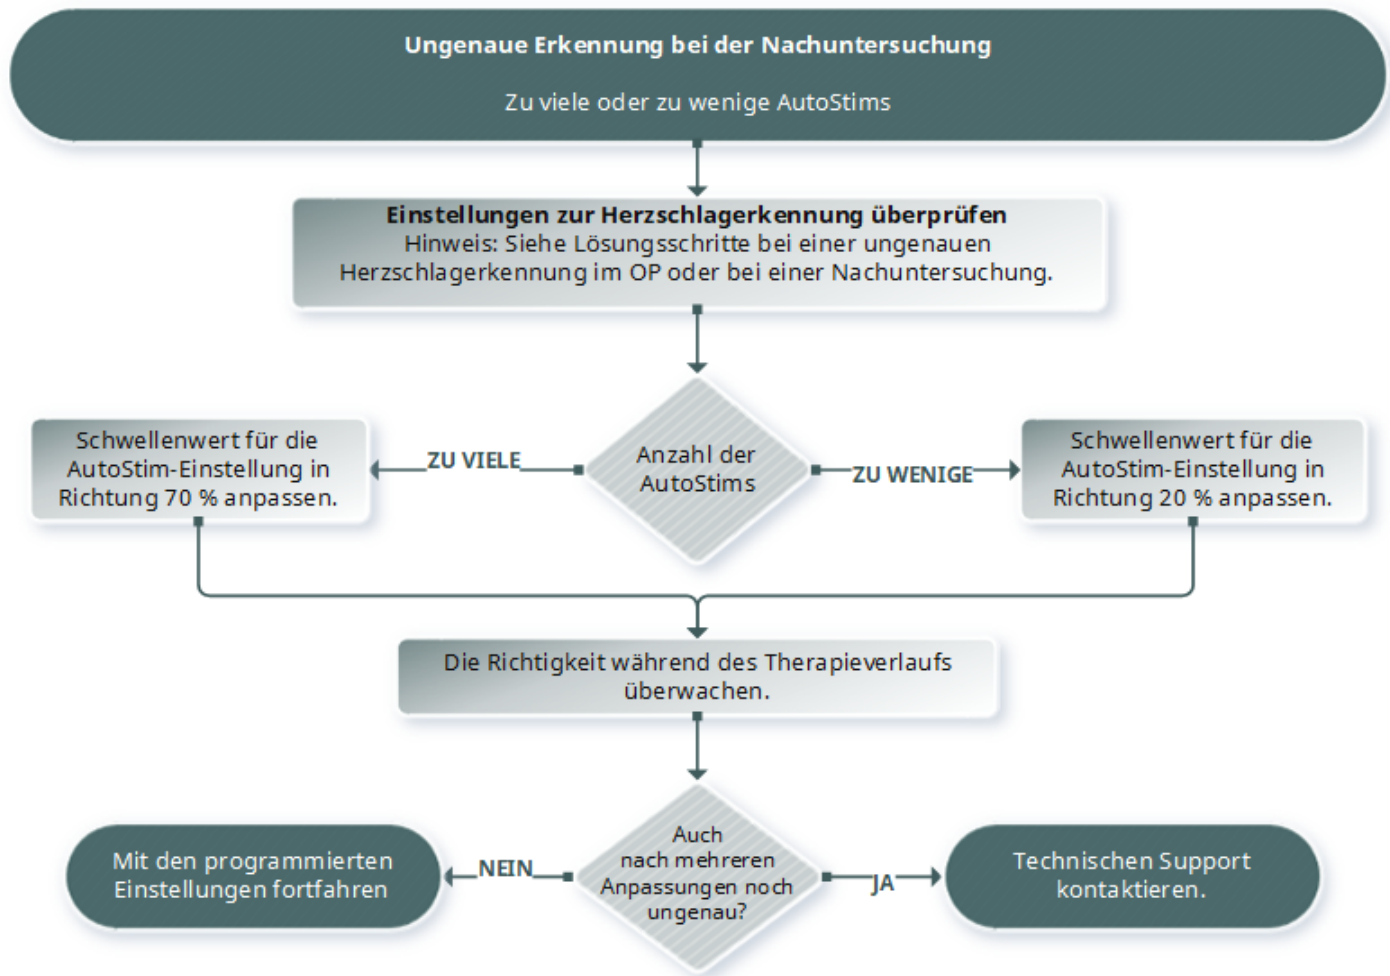 Ungenaue Erkennung bei der Nachuntersuchung
Zu viele oder zu wenige AutoStims
Einstellungen zur Herzschlagerkennung überprüfen
Hinweis: Siehe Lösungsschritte bei einer ungenauen
Herzschlagerkennung im OP oder bei einer Nachuntersuchung.
Anzahl der
AutoStims
ZU VIELE
Schwellenwert für die
AutoStim-Einstellung in
Richtung 70 % anpassen.
ZU WENIGE
Schwellenwert für die
AutoStim-Einstellung in
Richtung 20 % anpassen.
Die Richtigkeit während des Therapieverlaufs
überwachen.
Auch
nach mehreren
Anpassungen noch
ungenau?
NEIN
Mit den programmierten
Einstellungen fortfahren
JA
Technischen Support
kontaktieren.